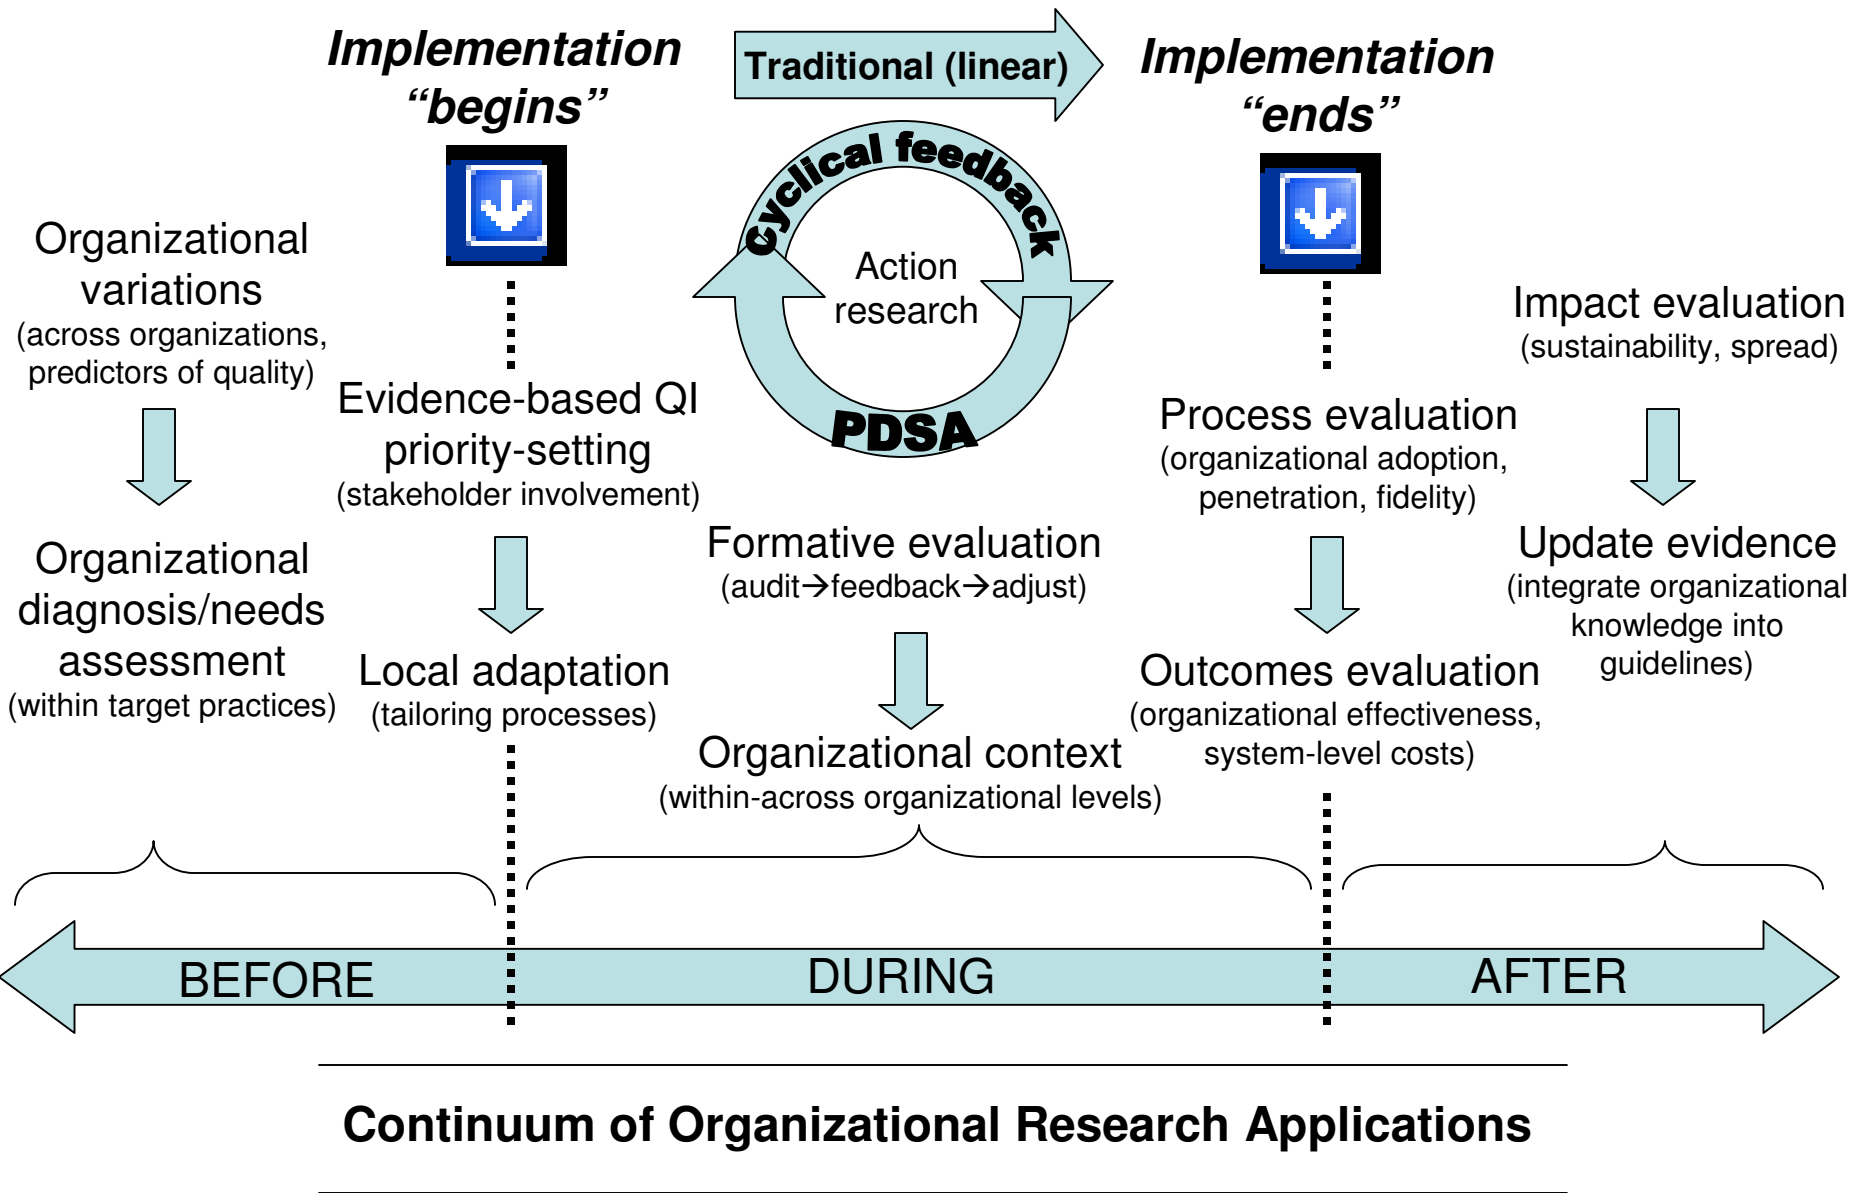 Implementation
“begins”
Traditional (linear)
Implementation
“ends”
Cyclical feedback
Action
research
PDSA
Organizational
variations
(across organizations,
predictors of quality)
Organizational
diagnosis/needs
assessment
(within target practices)
Evidence-based QI
priority-setting
(stakeholder involvement)
Local adaptation
(tailoring processes)
Formative evaluation
(audit→feedback→adjust)
Organizational context
(within-across organizational levels)
Process evaluation
(organizational adoption,
penetration, fidelity)
Outcomes evaluation
(organizational effectiveness,
system-level costs)
Impact evaluation
(sustainability, spread)
Update evidence
(integrate organizational
knowledge into
guidelines)
BEFORE
DURING
AFTER
Continuum of Organizational Research Applications